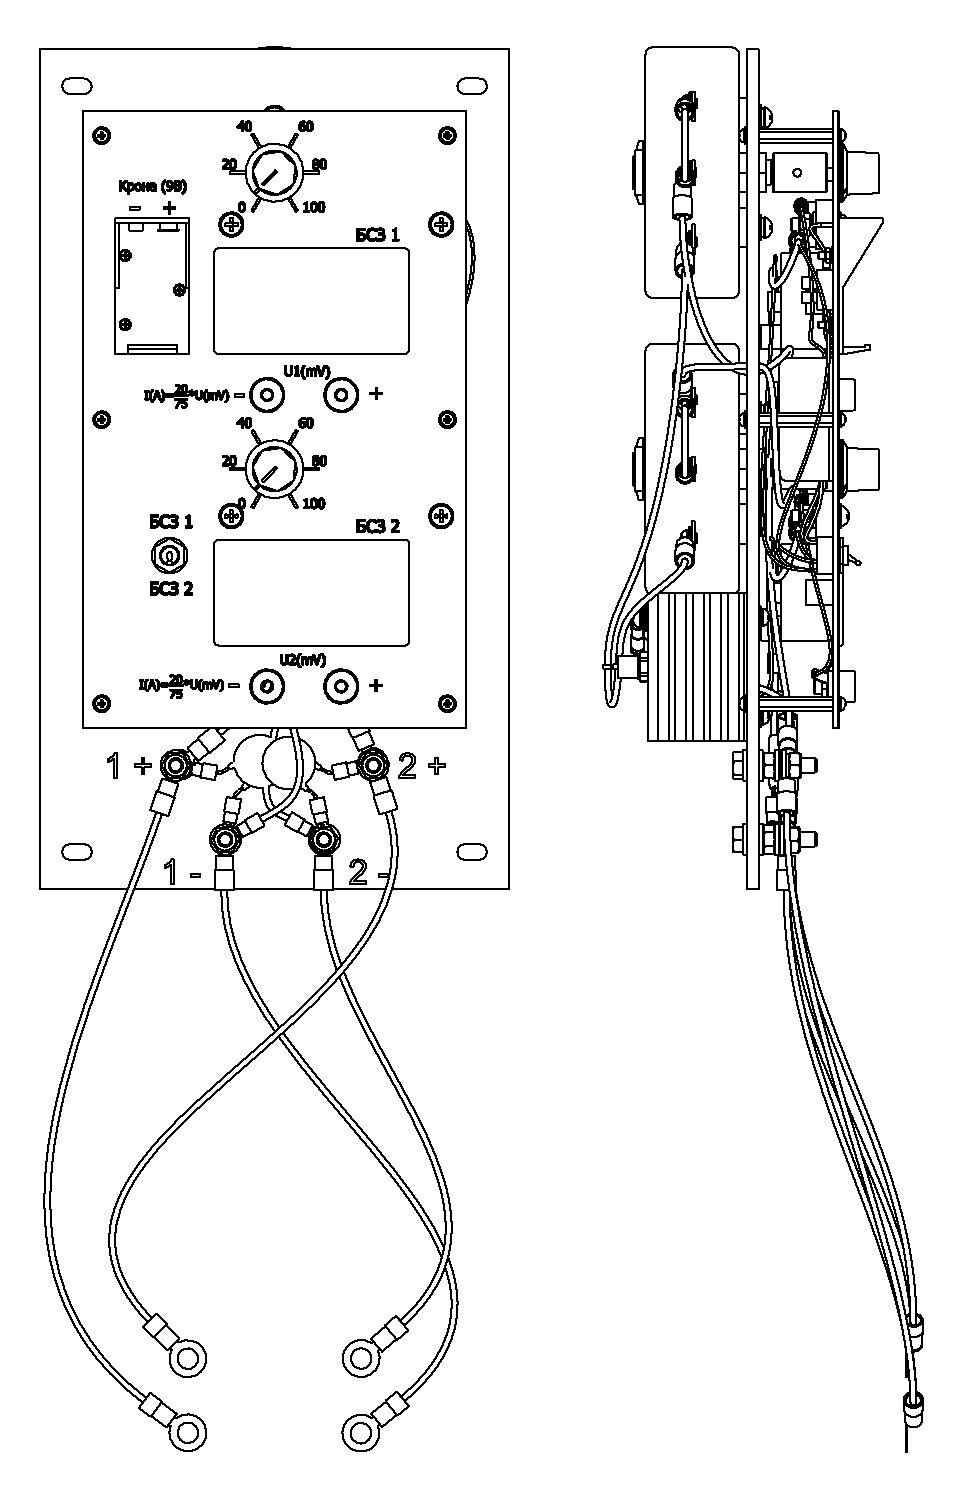 40 60
20 80
0 100
Крона (9В)
- +
БСЗ 1
U1(mV)
I(A)=20/75*U(mV) - +
40 60
20 80
0 100
БСЗ 1
БСЗ 2
БСЗ 2
U2(mV)
I(A)=20/75*U(mV) - +
1 + 2 +
1 - 2 -